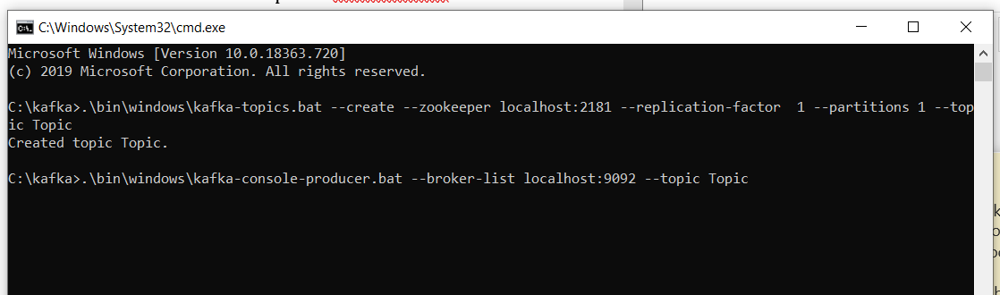 C:\Windows\System32\cmd.exe
Microsoft Windows [Version 10.0.18363.720]
(c) 2019 Microsoft Corporation. All rights reserved.
C:\kafka>.\bin\windows\kafka-topics.bat --create --zookeeper localhost:2181 --replication-factor  1 --partitions 1 --top
ic Topic
Created topic Topic.
C:\kafka>.\bin\windows\kafka-console-producer.bat --broker-list localhost:9092 --topic Topic